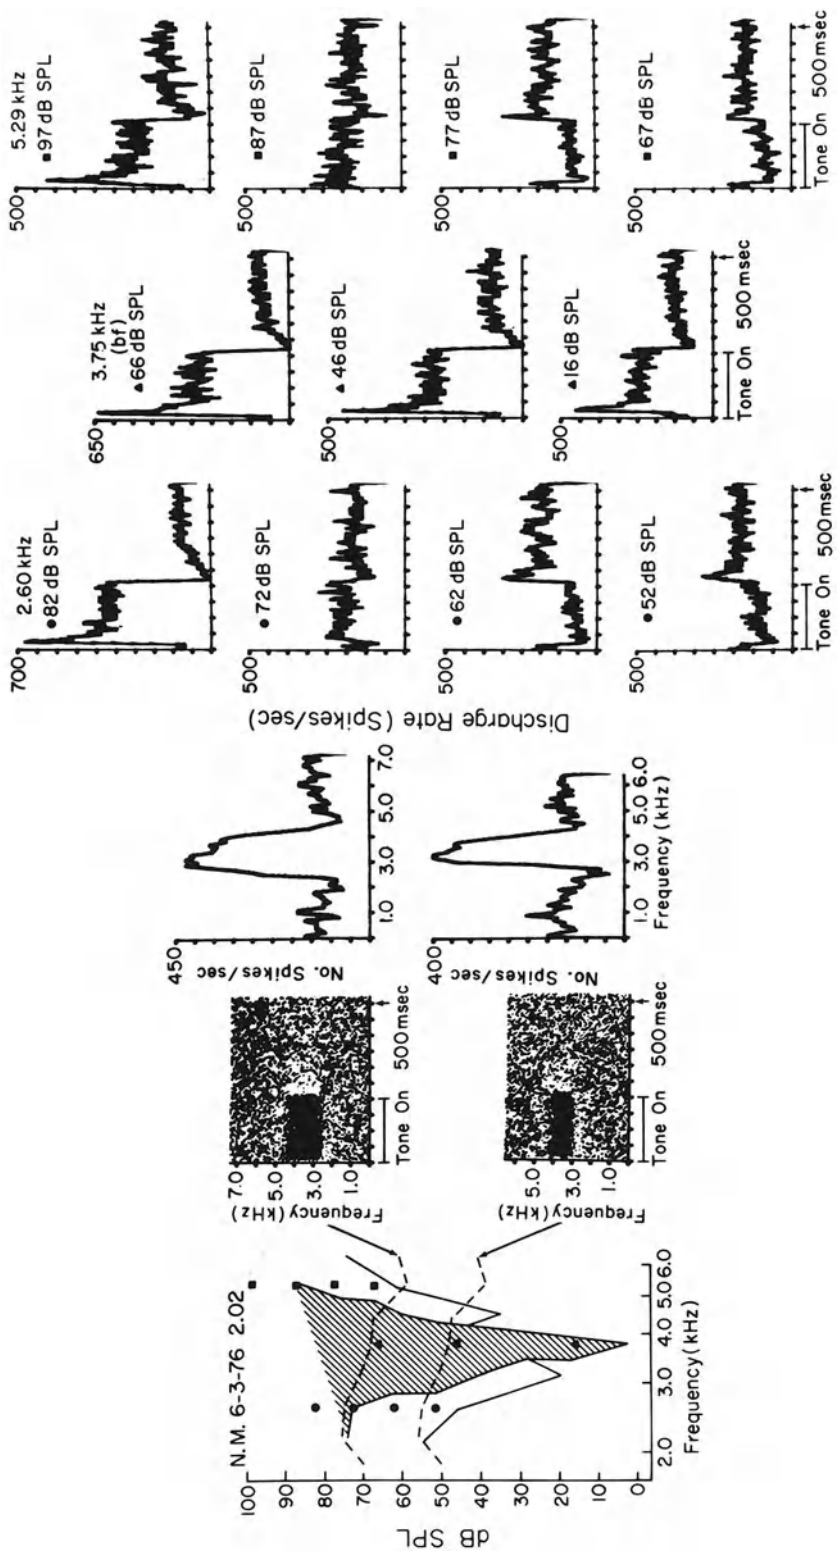 N.M. 6-3-76 2.02
dB SPL
100
90
80
70
60
50
40
30
20
10
0
2.0
3.0
4.0
5.0
6.0
Frequency (kHz)
Frequency (kHz)
7.0
5.0
3.0
1.0
Tone On 500 msec
Frequency (kHz)
5.0
3.0
1.0
Tone On 500 msec
No. Spikes/sec
450
1.0
3.0
5.0
7.0
No. Spikes/sec
400
1.0
3.0
5.0
6.0
Frequency (kHz)
Discharge Rate (Spikes/sec)
2.60 kHz
700
● 82 dB SPL
500
● 72 dB SPL
500
● 62 dB SPL
500
● 52 dB SPL
Tone On 500 msec
3.75 kHz
(bf)
650
▲ 66 dB SPL
500
▲ 46 dB SPL
500
▲ 16 dB SPL
Tone On 500 msec
5.29 kHz
500
■ 97 dB SPL
500
■ 87 dB SPL
500
■ 77 dB SPL
500
■ 67 dB SPL
Tone On 500 msec